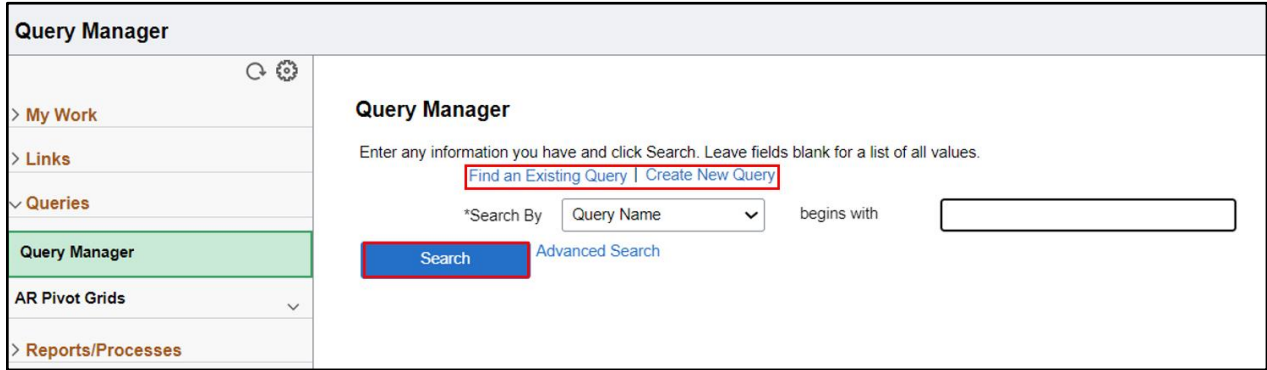 Query Manager
My Work
Links
Queries
Query Manager
AR Pivot Grids
Reports/Processes
Query Manager
Enter any information you have and click Search. Leave fields blank for a list of all values.
Find an Existing Query | Create New Query
*Search By Query Name begins with
Search Advanced Search